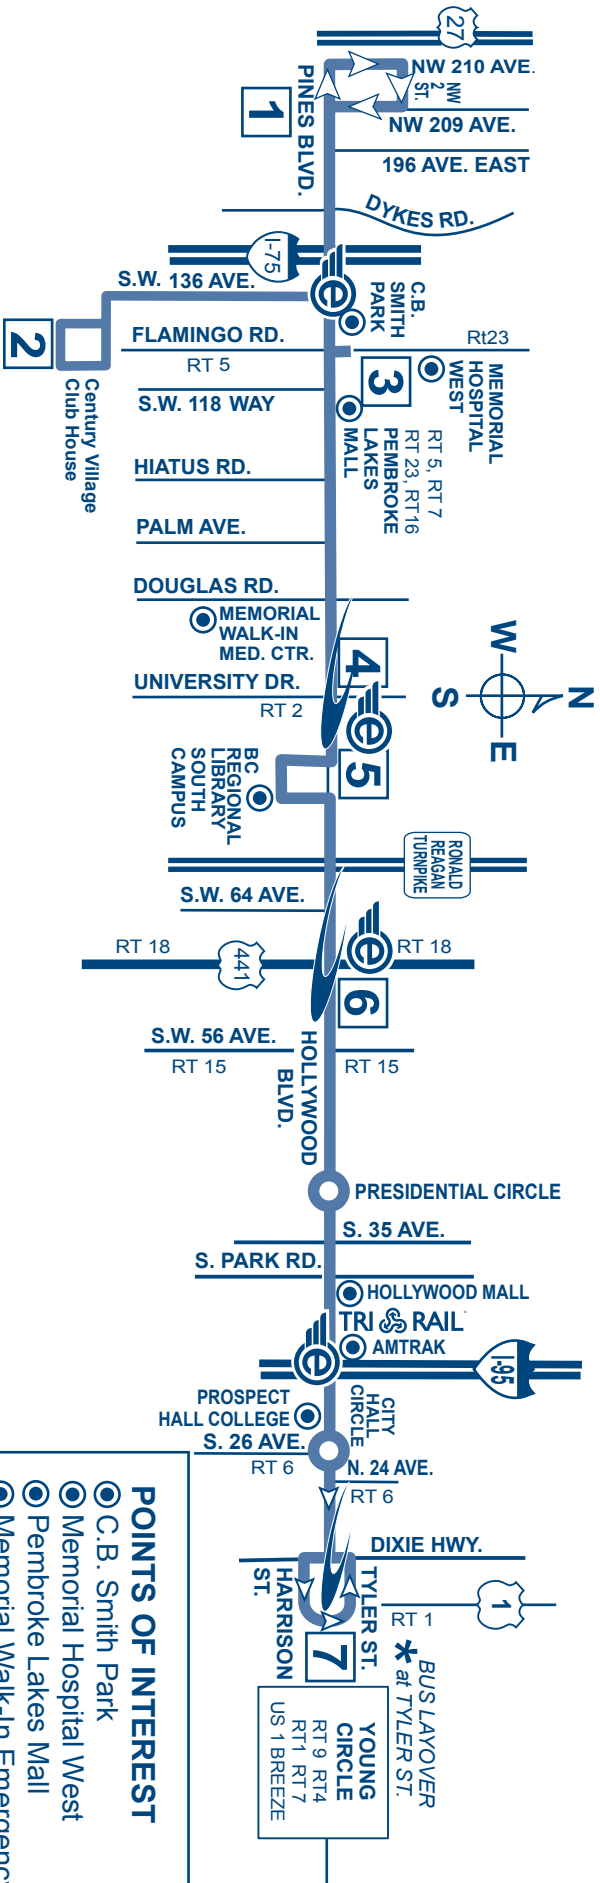 27
NW 210 AVE.
NW
2
ST.
NW 209 AVE.
PINES BLVD.
1
196 AVE. EAST
DYKES RD.
I-75
S.W. 136 AVE.
e
C.B.
SMITH
PARK
2
Century Village
Club House
FLAMINGO RD.
RT 5
Rt23
3
MEMORIAL
HOSPITAL
WEST
S.W. 118 WAY
RT 5, RT 7
RT 23, RT16
PEMBROKE
LAKES
MALL
HIATUS RD.
PALM AVE.
DOUGLAS RD.
MEMORIAL
WALK-IN
MED. CTR.
4
UNIVERSITY DR.
RT 2
e
5
W
N
S
E
BC
REGIONAL
LIBRARY
SOUTH
CAMPUS
RONALD
REAGAN
TURNPIKE
S.W. 64 AVE.
RT 18
441
e
RT 18
6
S.W. 56 AVE.
RT 15
RT 15
HOLLYWOOD
BLVD.
PRESIDENTIAL CIRCLE
S. 35 AVE.
S. PARK RD.
HOLLYWOOD MALL
TRI RAIL
AMTRAK
e
I-95
PROSPECT
HALL COLLEGE
CITY
HALL
CIRCLE
S. 26 AVE.
RT 6
N. 24 AVE.
RT 6
DIXIE HWY.
TYLER ST.
HARRISON
ST.
1
RT 1
7
BUS LAYOVER
* at TYLER ST.
YOUNG
CIRCLE
RT 9 RT4
RT1 RT 7
US 1 BREEZE
POINTS OF INTEREST
C.B. Smith Park
Memorial Hospital West
Pembroke Lakes Mall
Memorial Walk-In Emergency